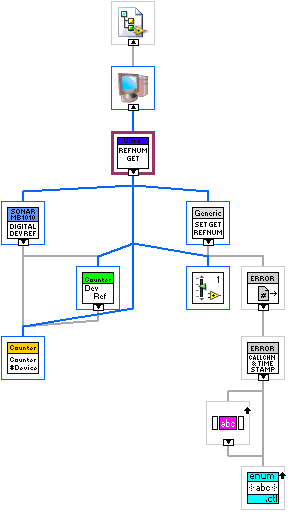 REFNUM
GET
SONAR
MB1010
DIGITAL
DEV REF
Generic
SET GET
REFNUM
Counter
Dev
Ref
1
ERROR
#
Counter
#Device
ERROR
CALLCHN
& TIME
STAMP
abc
enum
abc
.ctl